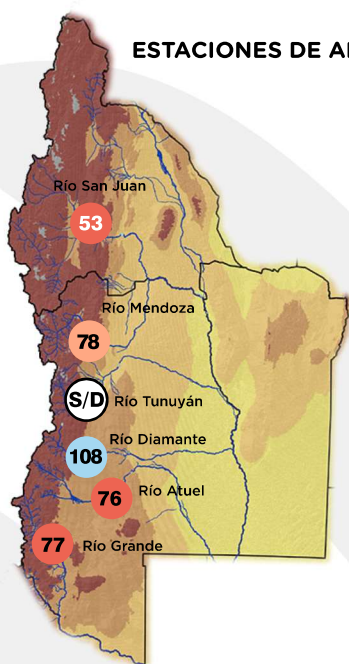 ESTACIONES DE
Río San Juan
53
Río Mendoza
78
S/D
Río Tunuyán
Río Diamante
108
76
Río Atuel
77
Río Grande